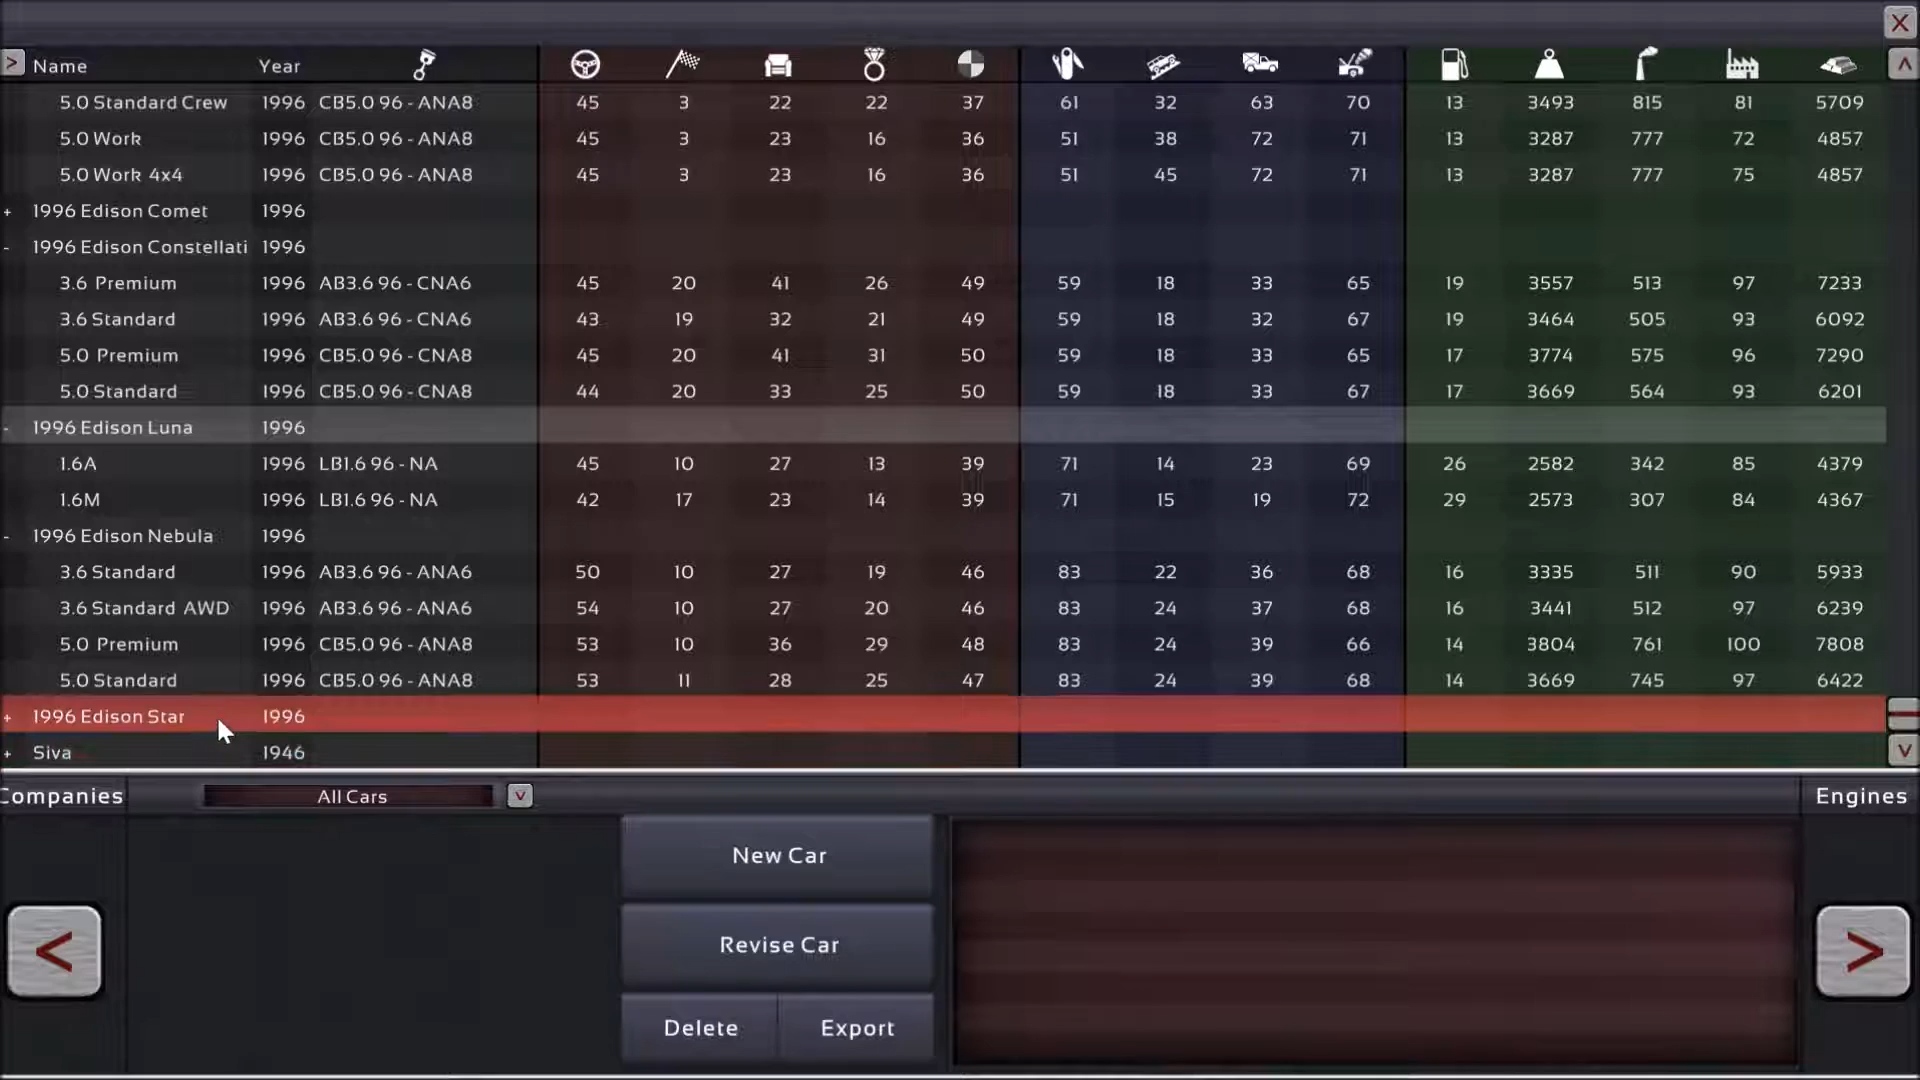 X
> Name Year ^
5.0 Standard Crew 1996 CB5.0 96 - ANA8 45 3 22 22 37 61 32 63 70 13 3493 815 81 5709
5.0 Work 1996 CB5.0 96 - ANA8 45 3 23 16 36 51 38 72 71 13 3287 777 72 4857
5.0 Work 4x4 1996 CB5.0 96 - ANA8 45 3 23 16 36 51 45 72 71 13 3287 777 75 4857
+ 1996 Edison Comet 1996
- 1996 Edison Constellati 1996
3.6 Premium 1996 AB3.6 96 - CNA6 45 20 41 26 49 59 18 33 65 19 3557 513 97 7233
3.6 Standard 1996 AB3.6 96 - CNA6 43 19 32 21 49 59 18 32 67 19 3464 505 93 6092
5.0 Premium 1996 CB5.0 96 - CNA8 45 20 41 31 50 59 18 33 65 17 3774 575 96 7290
5.0 Standard 1996 CB5.0 96 - CNA8 44 20 33 25 50 59 18 33 67 17 3669 564 93 6201
- 1996 Edison Luna 1996
1.6A 1996 LB1.6 96 - NA 45 10 27 13 39 71 14 23 69 26 2582 342 85 4379
1.6M 1996 LB1.6 96 - NA 42 17 23 14 39 71 15 19 72 29 2573 307 84 4367
- 1996 Edison Nebula 1996
3.6 Standard 1996 AB3.6 96 - ANA6 50 10 27 19 46 83 22 36 68 16 3335 511 90 5933
3.6 Standard AWD 1996 AB3.6 96 - ANA6 54 10 27 20 46 83 24 37 68 16 3441 512 97 6239
5.0 Premium 1996 CB5.0 96 - ANA8 53 10 36 29 48 83 24 39 66 14 3804 761 100 7808
5.0 Standard 1996 CB5.0 96 - ANA8 53 11 28 25 47 83 24 39 68 14 3669 745 97 6422
+ 1996 Edison Star 1996
+ Siva 1946 v
Companies All Cars v Engines
New Car
Revise Car
< >
Delete Export